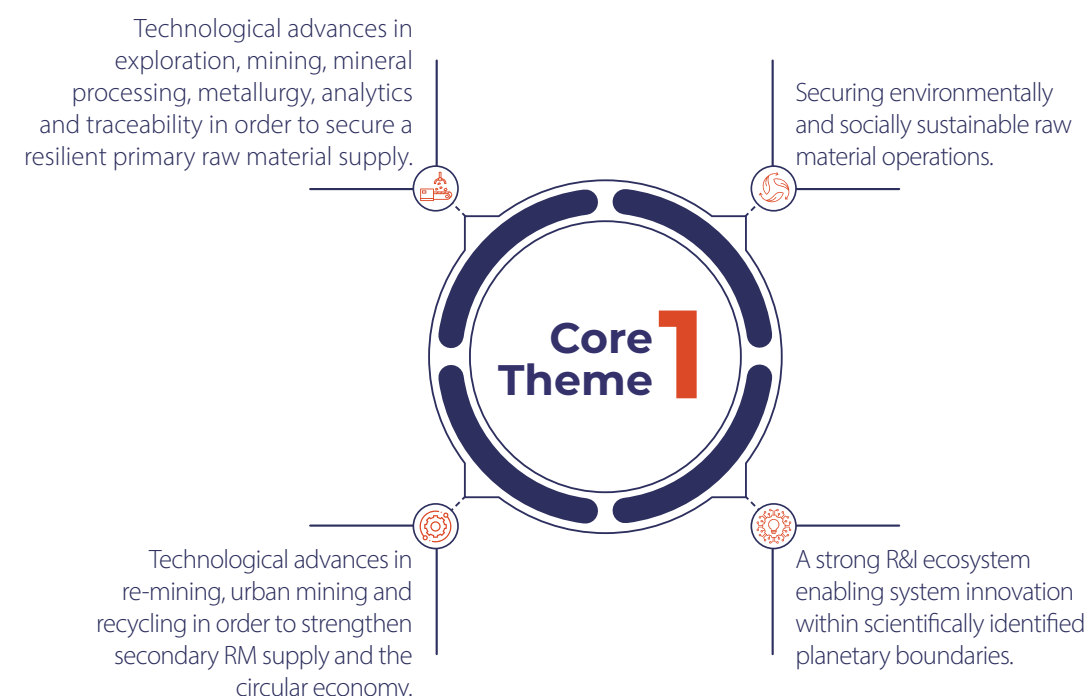 Technological advances in
exploration, mining, mineral
processing, metallurgy, analytics
and traceability in order to secure a
resilient primary raw material supply.
Securing environmentally
and socially sustainable raw
material operations.
Core
Theme 1
Technological advances in
re-mining, urban mining and
recycling in order to strengthen
secondary RM supply and the
circular economy.
A strong R&I ecosystem
enabling system innovation
within scientifically identified
planetary boundaries.